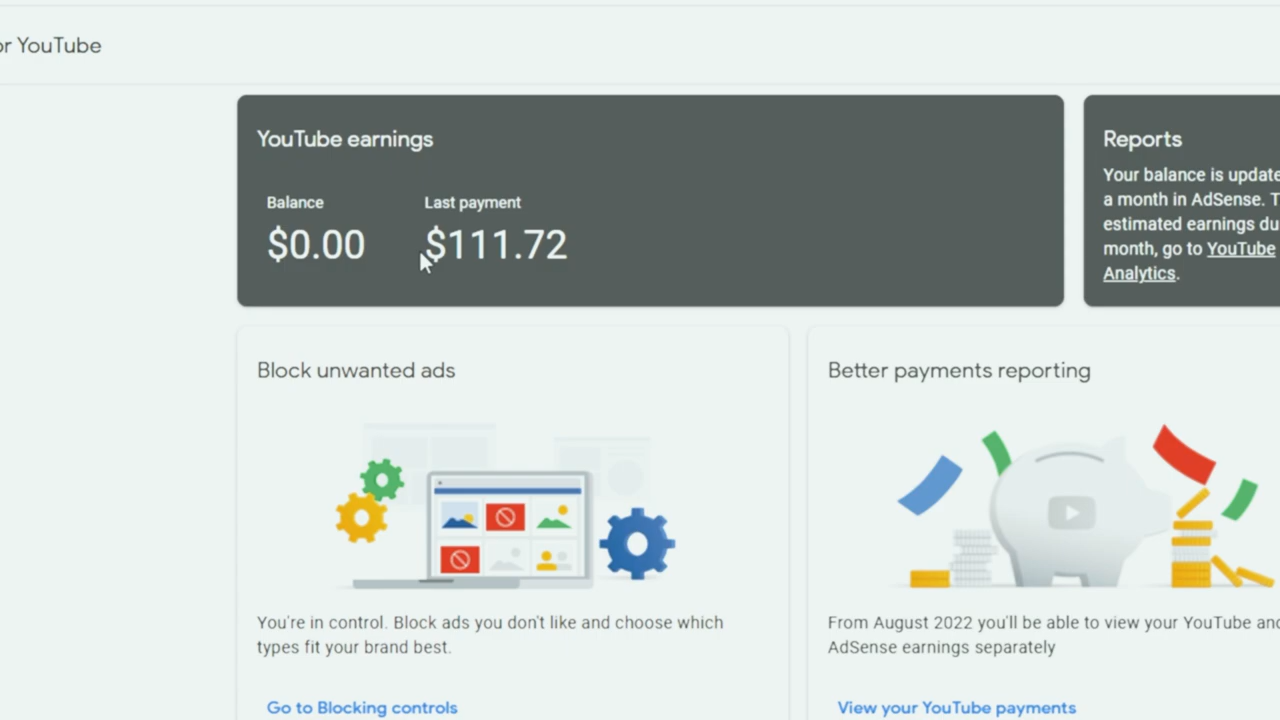 or YouTube
YouTube earnings
Balance
Last payment
$0.00
$111.72
Reports
Your balance is update
a month in AdSense. T
estimated earnings du
month, go to YouTube
Analytics.
Block unwanted ads
You're in control. Block ads you don't like and choose which
types fit your brand best.
Go to Blocking controls
Better payments reporting
From August 2022 you'll be able to view your YouTube and
AdSense earnings separately
View your YouTube payments